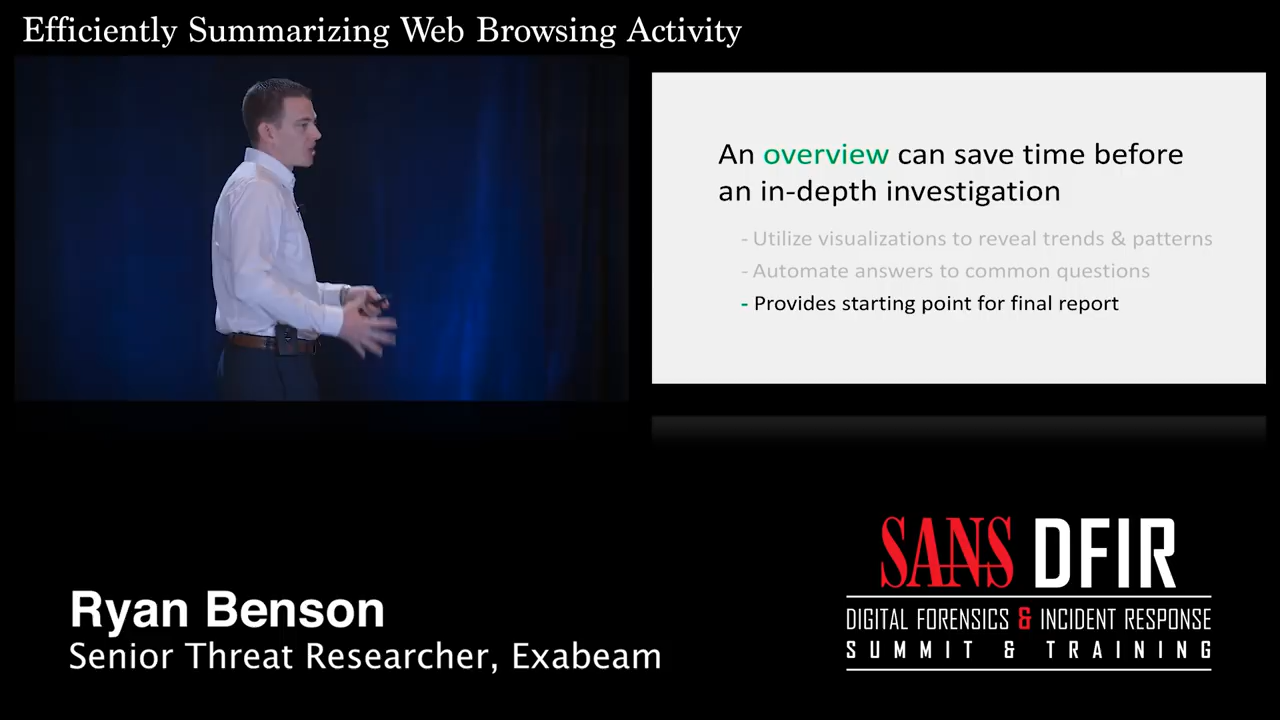 Efficiently Summarizing Web Browsing Activity
An overview can save time before
an in-depth investigation
- Utilize visualizations to reveal trends & patterns
- Automate answers to common questions
- Provides starting point for final report
Ryan Benson
Senior Threat Researcher, Exabeam
SANS DFIR
DIGITAL FORENSICS & INCIDENT RESPONSE
SUMMIT & TRAINING